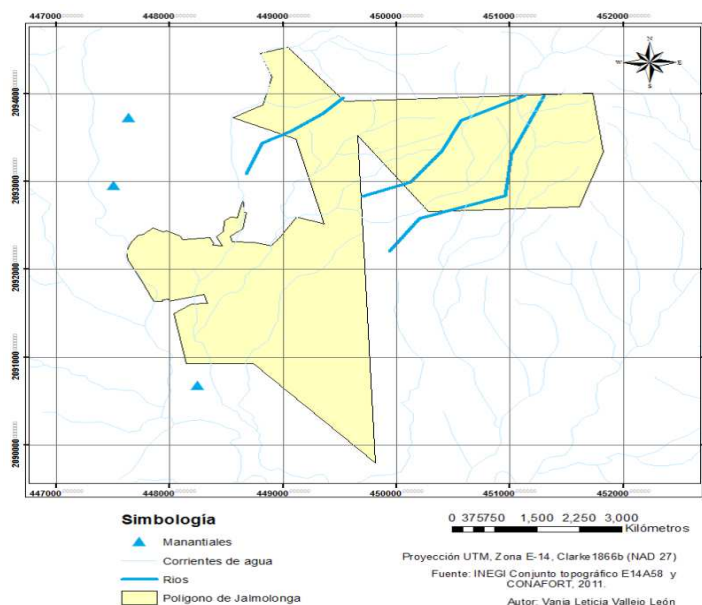 447000 448000 449000 450000 451000 452000
N
W E
S
2094000
2093000
2092000
2091000
2090000
447000 448000 449000 450000 451000 452000
Simbología
Manantiales
Corrientes de agua
Rios
Poligono de Jalmolonga
0 375750 1,500 2,250 3,000
Kilómetros
Proyección UTM, Zona E-14, Clarke1866b (NAD 27)
Fuente: INEGI Conjunto topográfico E14A58 y
CONAFORT, 2011.
Autor: Vania Leticia Vallejo León